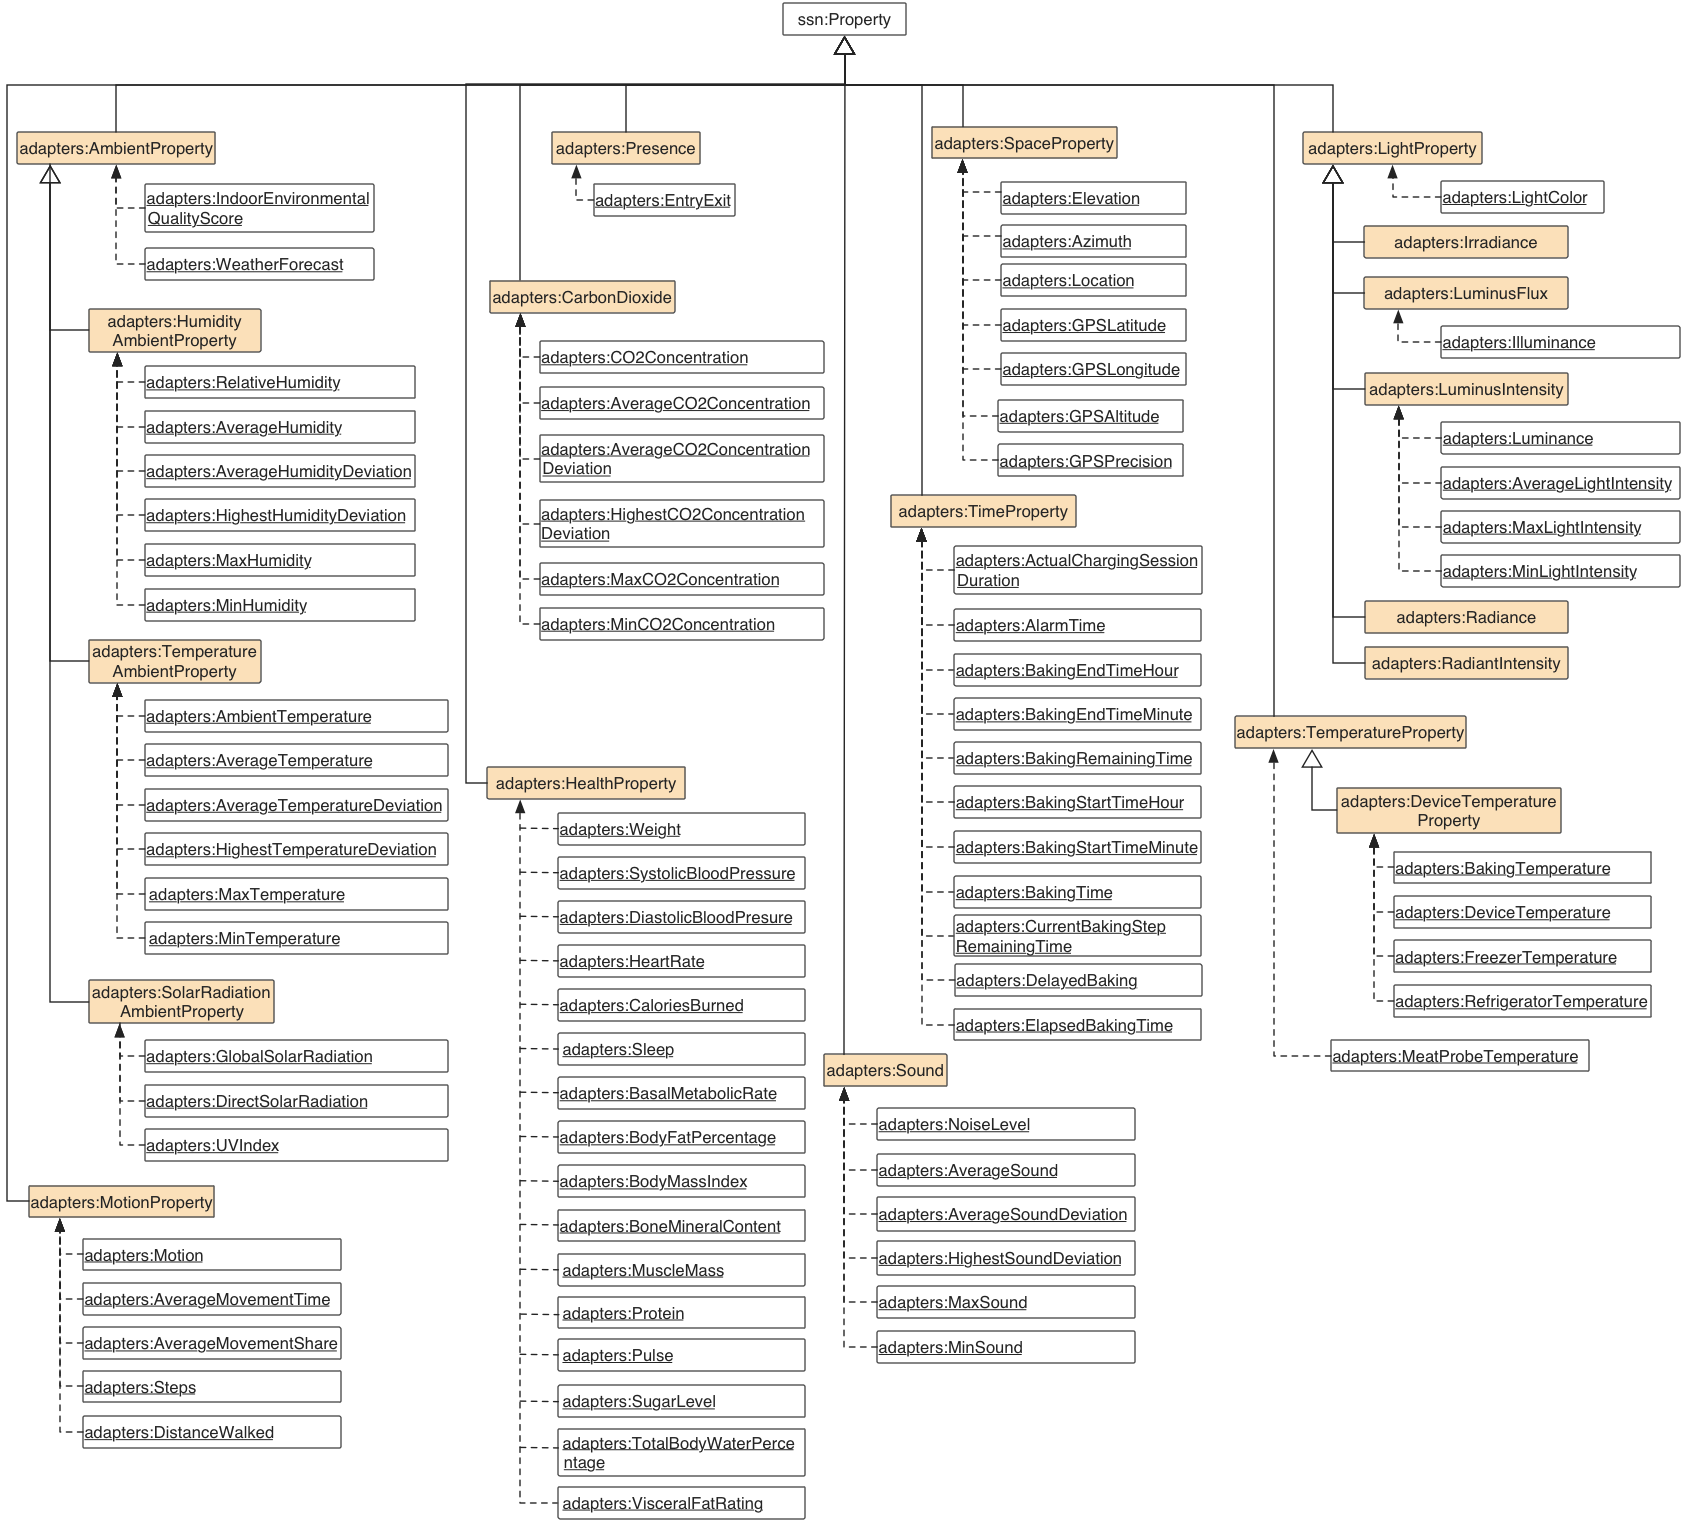 ssn:Property
adapters:AmbientProperty
adapters:IndoorEnvironmental
QualityScore
adapters:WeatherForecast
adapters:Humidity
AmbientProperty
adapters:RelativeHumidity
adapters:AverageHumidity
adapters:AverageHumidityDeviation
adapters:HighestHumidityDeviation
adapters:MaxHumidity
adapters:MinHumidity
adapters:Temperature
AmbientProperty
adapters:AmbientTemperature
adapters:AverageTemperature
adapters:AverageTemperatureDeviation
adapters:HighestTemperatureDeviation
adapters:MaxTemperature
adapters:MinTemperature
adapters:SolarRadiation
AmbientProperty
adapters:GlobalSolarRadiation
adapters:DirectSolarRadiation
adapters:UVIndex
adapters:MotionProperty
adapters:Motion
adapters:AverageMovementTime
adapters:AverageMovementShare
adapters:Steps
adapters:DistanceWalked
adapters:Presence
adapters:EntryExit
adapters:CarbonDioxide
adapters:CO2Concentration
adapters:AverageCO2Concentration
adapters:AverageCO2Concentration
Deviation
adapters:HighestCO2Concentration
Deviation
adapters:MaxCO2Concentration
adapters:MinCO2Concentration
adapters:HealthProperty
adapters:Weight
adapters:SystolicBloodPressure
adapters:DiastolicBloodPresure
adapters:HeartRate
adapters:CaloriesBurned
adapters:Sleep
adapters:BasalMetabolicRate
adapters:BodyFatPercentage
adapters:BodyMassIndex
adapters:BoneMineralContent
adapters:MuscleMass
adapters:Protein
adapters:Pulse
adapters:SugarLevel
adapters:TotalBodyWaterPerce
ntage
adapters:VisceralFatRating
adapters:SpaceProperty
adapters:Elevation
adapters:Azimuth
adapters:Location
adapters:GPSLatitude
adapters:GPSLongitude
adapters:GPSAltitude
adapters:GPSPrecision
adapters:TimeProperty
adapters:ActualChargingSession
Duration
adapters:AlarmTime
adapters:BakingEndTimeHour
adapters:BakingEndTimeMinute
adapters:BakingRemainingTime
adapters:BakingStartTimeHour
adapters:BakingStartTimeMinute
adapters:BakingTime
adapters:CurrentBakingStep
RemainingTime
adapters:DelayedBaking
adapters:ElapsedBakingTime
adapters:Sound
adapters:NoiseLevel
adapters:AverageSound
adapters:AverageSoundDeviation
adapters:HighestSoundDeviation
adapters:MaxSound
adapters:MinSound
adapters:LightProperty
adapters:LightColor
adapters:Irradiance
adapters:LuminusFlux
adapters:Illuminance
adapters:LuminusIntensity
adapters:Luminance
adapters:AverageLightIntensity
adapters:MaxLightIntensity
adapters:MinLightIntensity
adapters:Radiance
adapters:RadiantIntensity
adapters:TemperatureProperty
adapters:DeviceTemperature
Property
adapters:BakingTemperature
adapters:DeviceTemperature
adapters:FreezerTemperature
adapters:RefrigeratorTemperature
adapters:MeatProbeTemperature